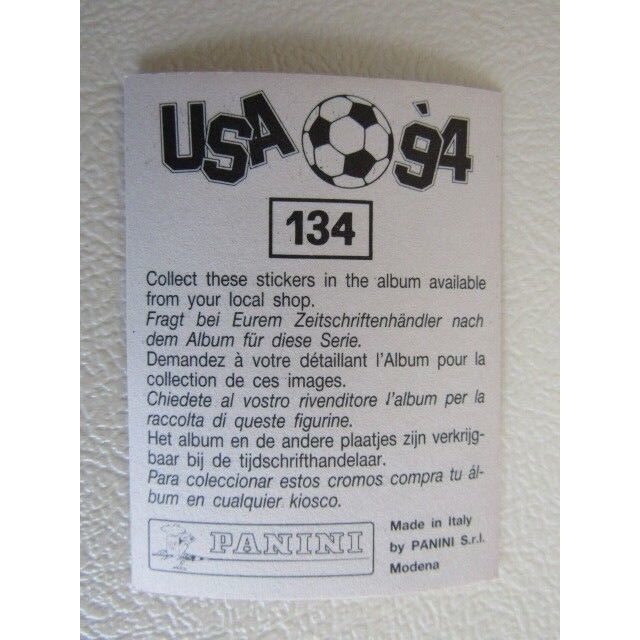 USA '94
134
Collect these stickers in the album available
from your local shop.
Fragt bei Eurem Zeitschriftenhändler nach
dem Album für diese Serie.
Demandez à votre détaillant l'Album pour la
collection de ces images.
Chiedete al vostro rivenditore l'album per la
raccolta di queste figurine.
Het album en de andere plaatjes zijn verkrijg-
baar bij de tijdschrifthandelaar.
Para coleccionar estos cromos compra tu ál-
bum en cualquier kiosco.
PANINI
Made in Italy
by PANINI S.r.l.
Modena